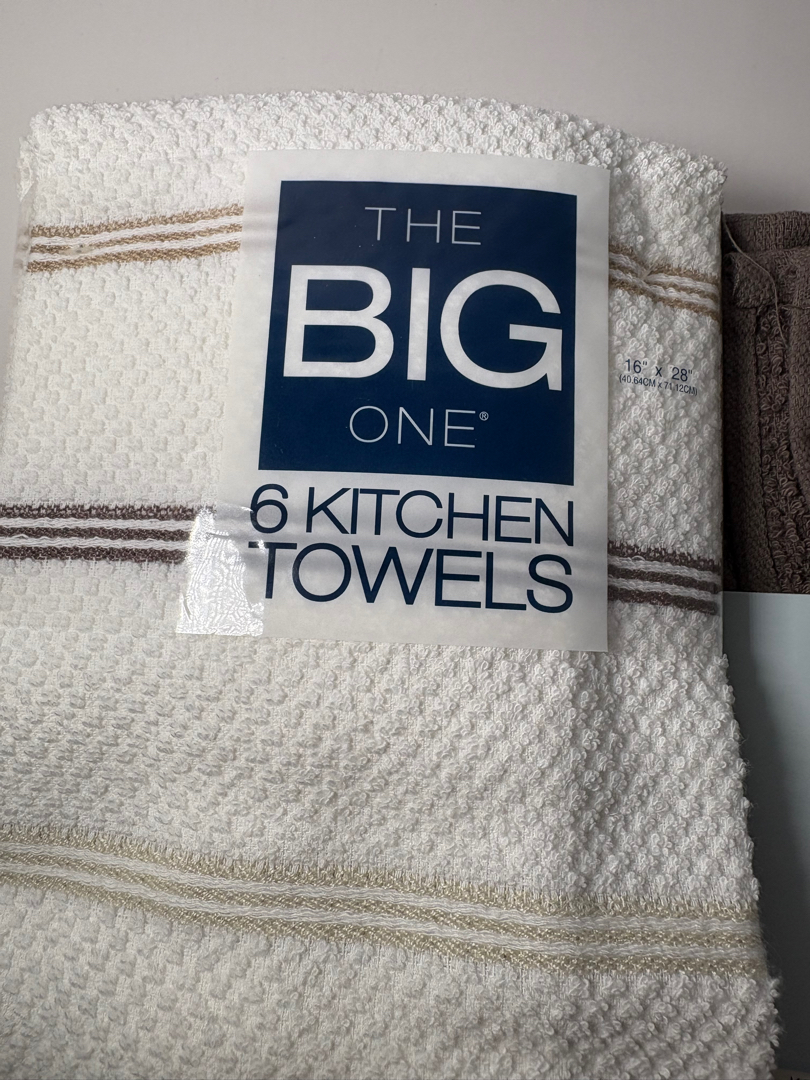 THE
BIG
ONE®
6 KITCHEN
TOWELS
16" x 28"
(40.64CM x 71.12CM)